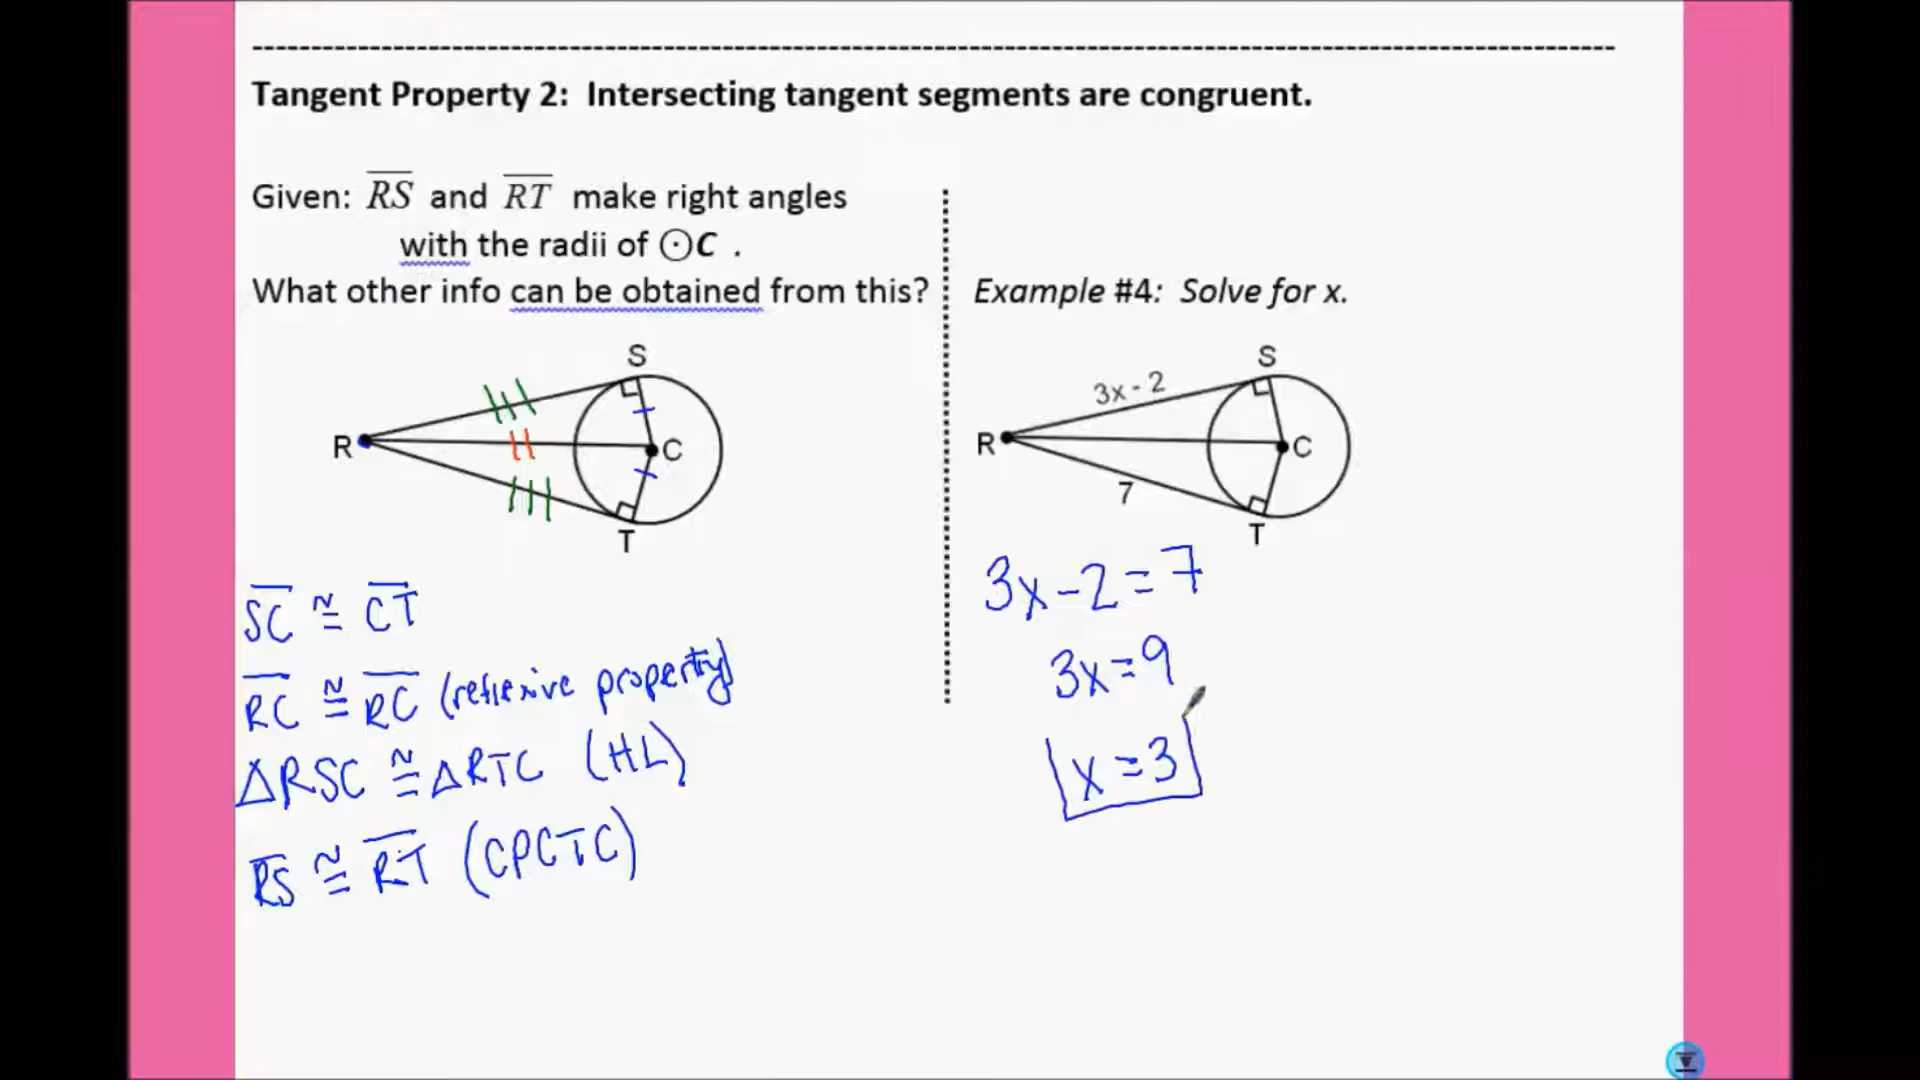 Tangent Property 2: Intersecting tangent segments are congruent.
Given: RS and RT make right angles
with the radii of ⊙C .
What other info can be obtained from this?
S
R
C
T
SC ≅ CT
RC ≅ RC (reflexive property)
△RSC ≅ △RTC (HL)
RS ≅ RT (CPCTC)
Example #4: Solve for x.
S
3x - 2
R
C
7
T
3x-2=7
3x=9
x=3